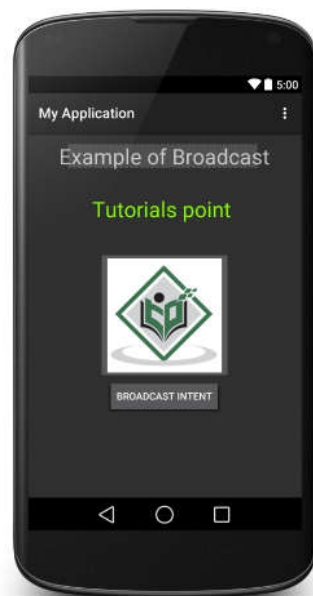 5:00
My Application
Example of Broadcast
Tutorials point
BROADCAST INTENT